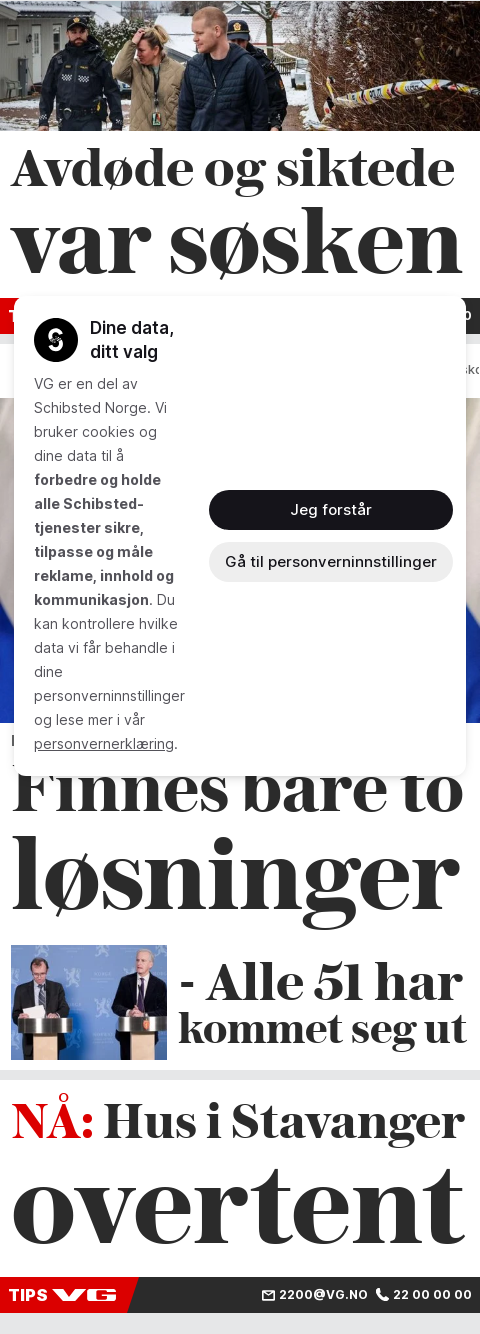 Avdøde og siktede
var søsken
Dine data,
ditt valg
VG er en del av
Schibsted Norge. Vi
bruker cookies og
dine data til å
forbedre og holde
alle Schibsted-
tjenester sikre,
tilpasse og måle
reklame, innhold og
kommunikasjon. Du
kan kontrollere hvilke
data vi får behandle i
dine
personverninnstillinger
og lese mer i vår
personvernerklæring.
Jeg forstår
Gå til personverninnstillinger
Finnes bare to
løsninger
- Alle 51 har
kommet seg ut
NÅ: Hus i Stavanger
overtent
TIPS VG 2200@VG.NO 22 00 00 00